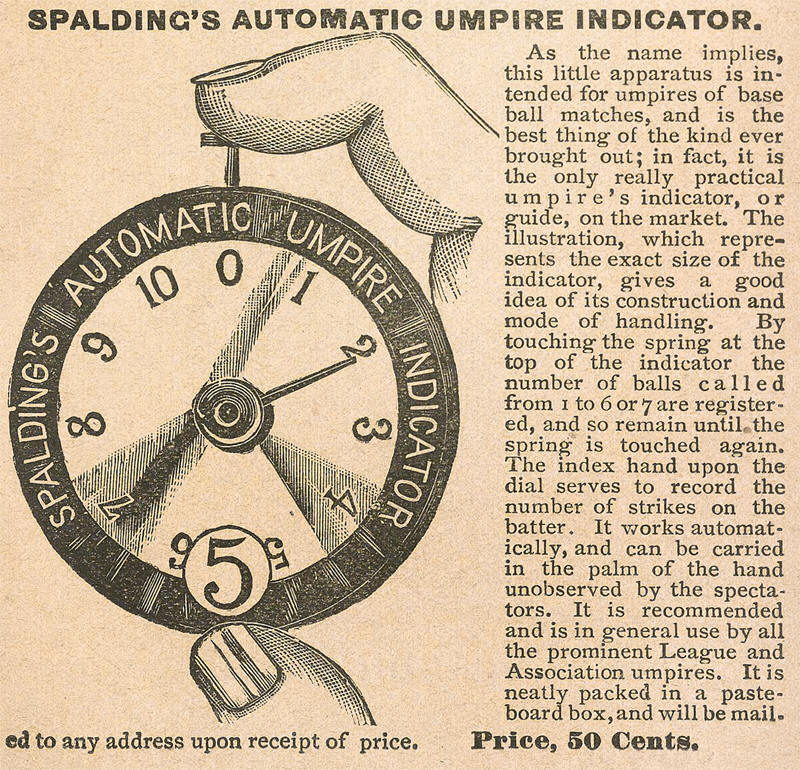 SPALDING'S AUTOMATIC UMPIRE INDICATOR.
SPALDING'S AUTOMATIC UMPIRE INDICATOR
0
1
2
3
4
5
6
7
8
9
10
5
As the name implies,
this little apparatus is in-
tended for umpires of base
ball matches, and is the
best thing of the kind ever
brought out; in fact, it is
the only really practical
umpire's indicator, or
guide, on the market. The
illustration, which repre-
sents the exact size of the
indicator, gives a good
idea of its construction and
mode of handling. By
touching the spring at the
top of the indicator the
number of balls called
from 1 to 6 or 7 are register-
ed, and so remain until the
spring is touched again.
The index hand upon the
dial serves to record the
number of strikes on the
batter. It works automat-
ically, and can be carried
in the palm of the hand
unobserved by the specta-
tors. It is recommended
and is in general use by all
the prominent League and
Association umpires. It is
neatly packed in a paste-
board box, and will be mail-
ed to any address upon receipt of price. Price, 50 Cents.